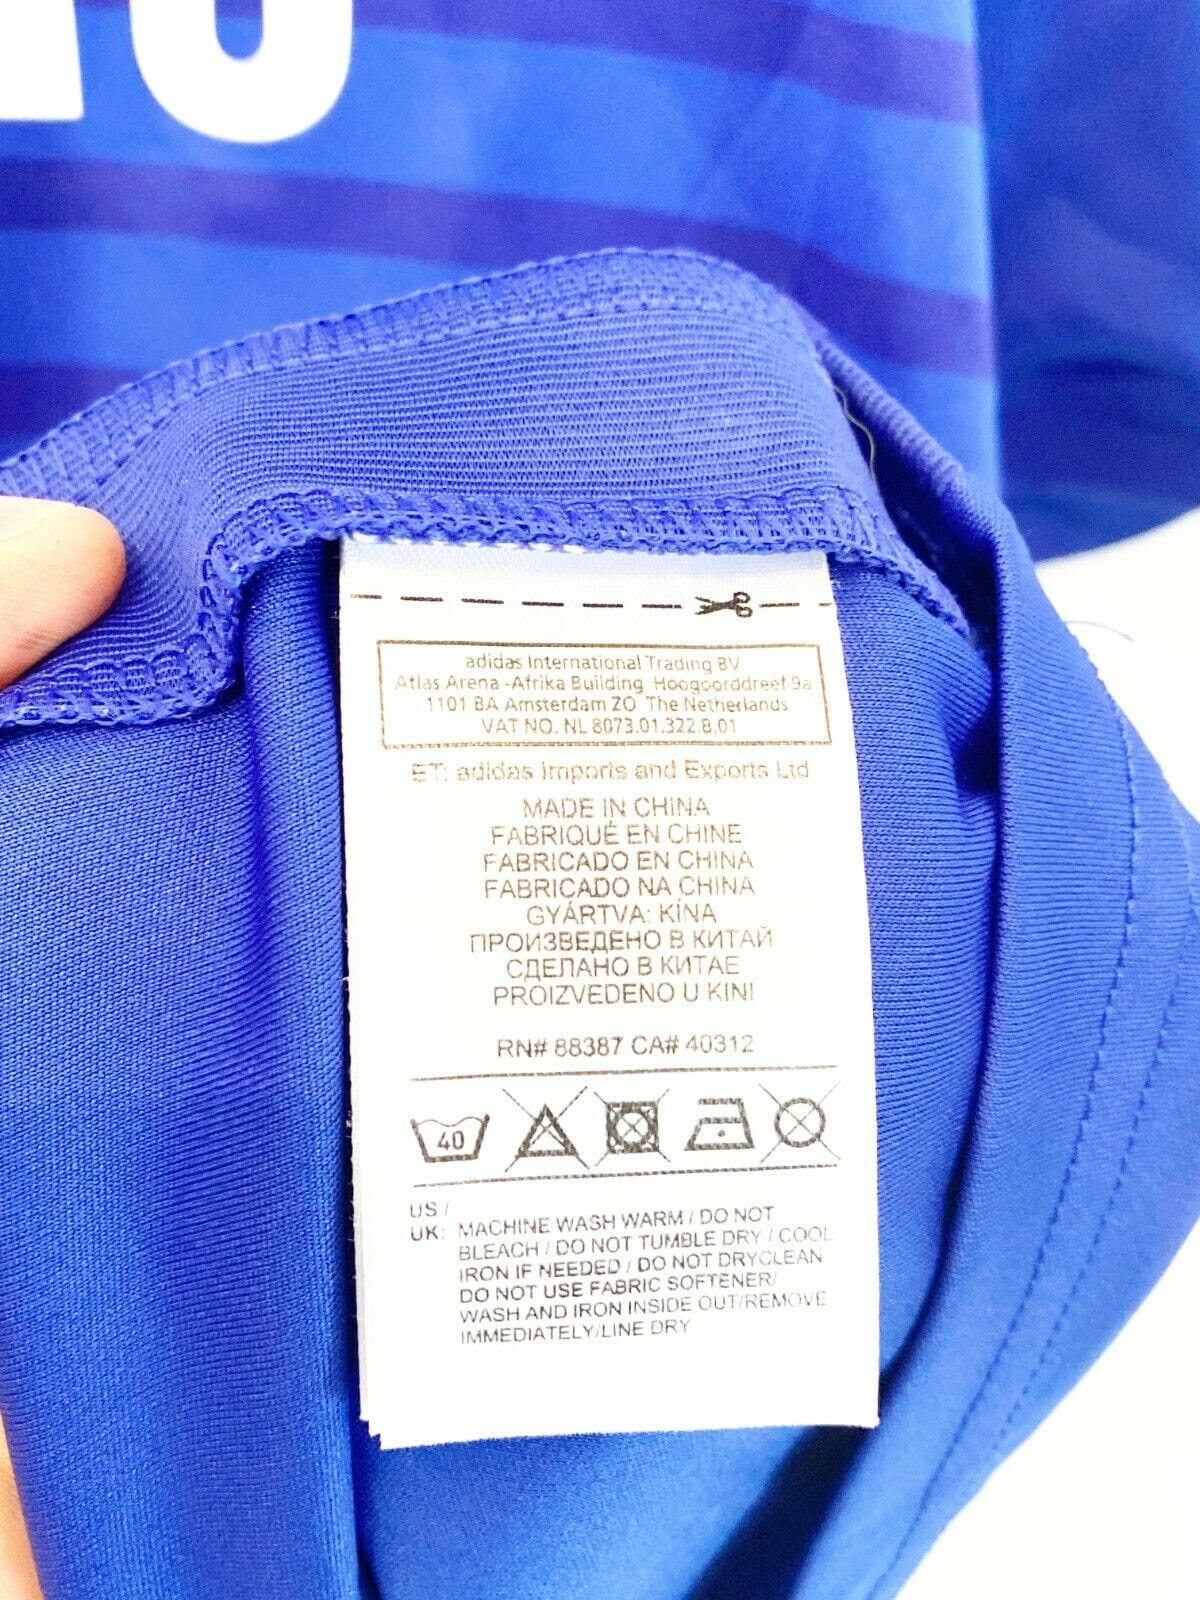 adidas International Trading BV
Atlas Arena -Afrika Building Hoogoorddreef 9a
1101 BA Amsterdam ZO The Netherlands
VAT NO. NL 8073.01.322.B.01
ET: adidas Imports and Exports Ltd
MADE IN CHINA
FABRIQUÉ EN CHINE
FABRICADO EN CHINA
FABRICADO NA CHINA
GYÁRTVA: KÍNA
ПРОИЗВЕДЕНО В КИТАЙ
СДЕЛАНО В КИТАЕ
PROIZVEDENO U KINI
RN# 88387 CA# 40312
40
US /
UK: MACHINE WASH WARM / DO NOT
BLEACH / DO NOT TUMBLE DRY / COOL
IRON IF NEEDED / DO NOT DRYCLEAN
DO NOT USE FABRIC SOFTENER/
WASH AND IRON INSIDE OUT/REMOVE
IMMEDIATELY/LINE DRY